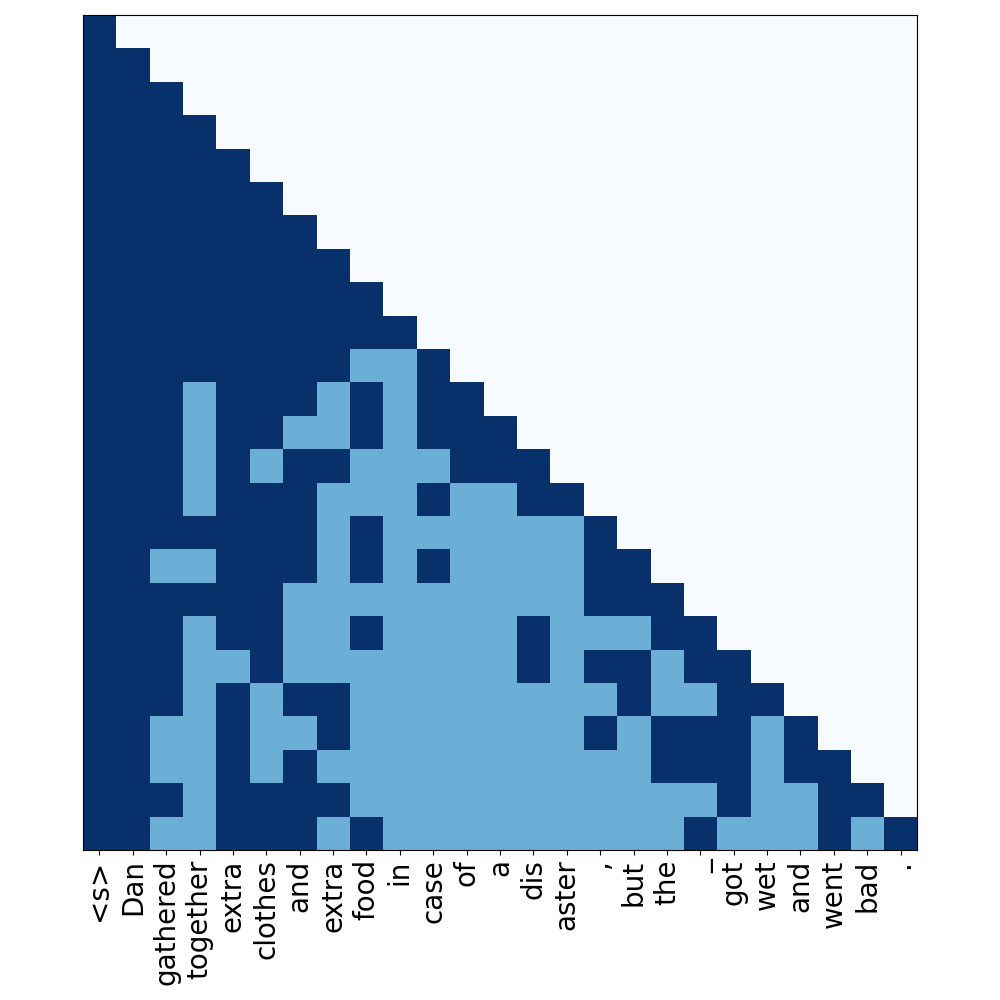 <s> Dan gathered together extra clothes and extra food in case of a dis aster , but the _ got wet and went bad .